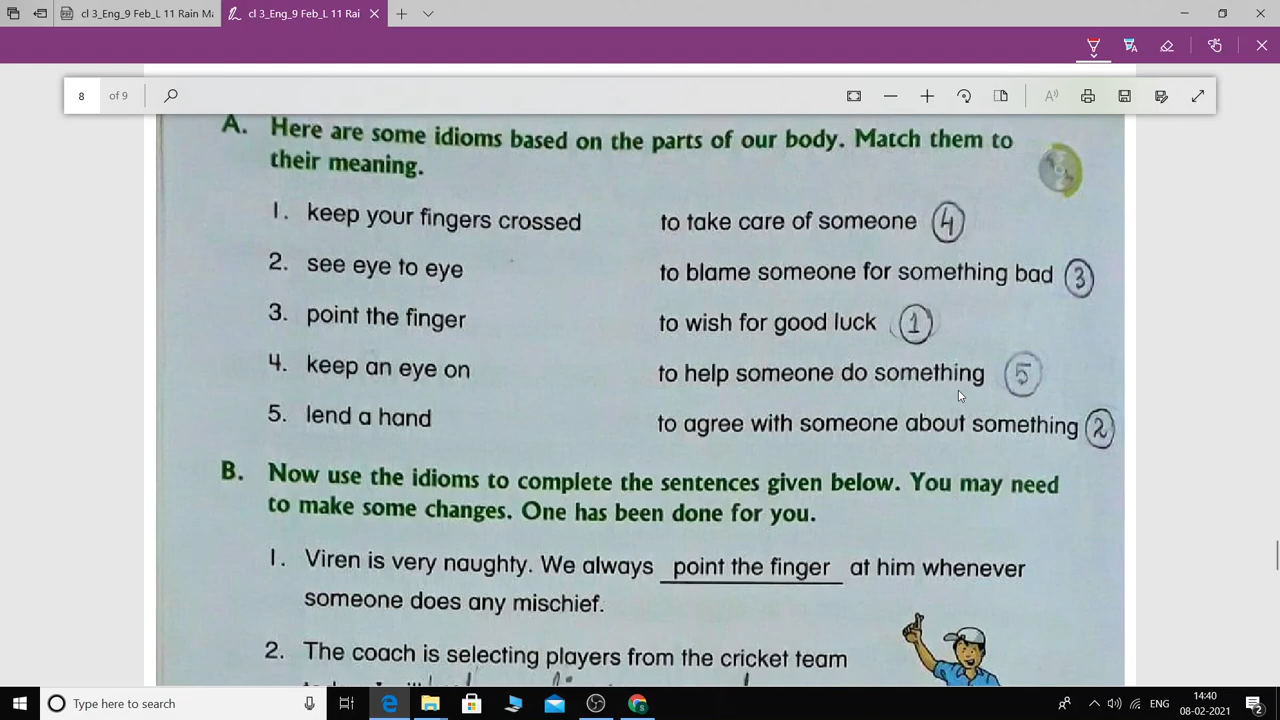 cl 3_Eng_9 Feb_L 11 Rain Ma
cl 3_Eng_9 Feb_L 11 Rai
8 of 9
A. Here are some idioms based on the parts of our body. Match them to
their meaning.
1. keep your fingers crossed to take care of someone 4
2. see eye to eye to blame someone for something bad 3
3. point the finger to wish for good luck 1
4. keep an eye on to help someone do something 5
5. lend a hand to agree with someone about something 2
B. Now use the idioms to complete the sentences given below. You may need
to make some changes. One has been done for you.
1. Viren is very naughty. We always point the finger at him whenever
someone does any mischief.
2. The coach is selecting players from the cricket team
Type here to search
ENG
14:40
08-02-2021
2